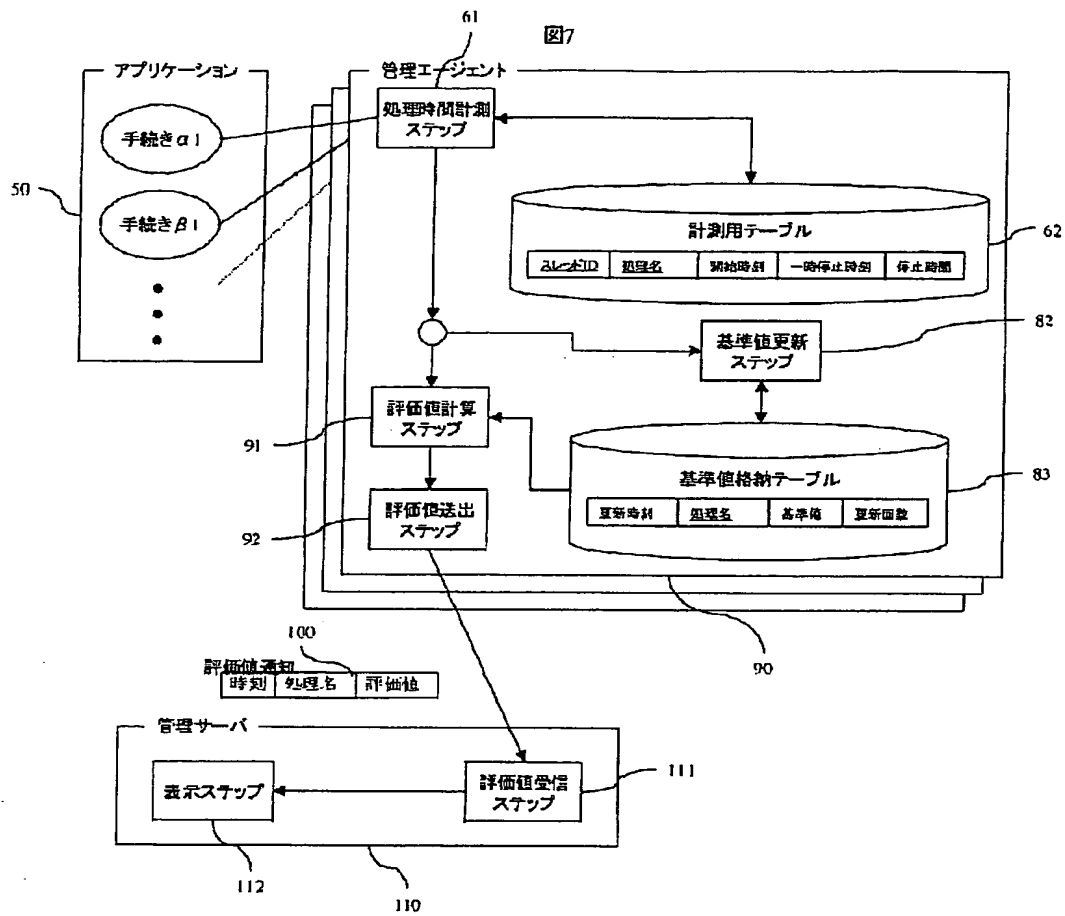 図7
61
アプリケーション
管理エージェント
処理時間計測
ステップ
手続きα1
手続きβ1
50
計測用テーブル
62
スレッドID 処理名 開始時刻 一時停止時刻 停止時間
82
基準値更新
ステップ
評価値計算
ステップ
91
基準値格納テーブル
83
更新時刻 処理名 基準値 更新回数
評価値送出
ステップ
92
90
100
評価値通知
時刻 処理名 評価値
管理サーバ
表示ステップ
評価値受信
ステップ
111
112
110